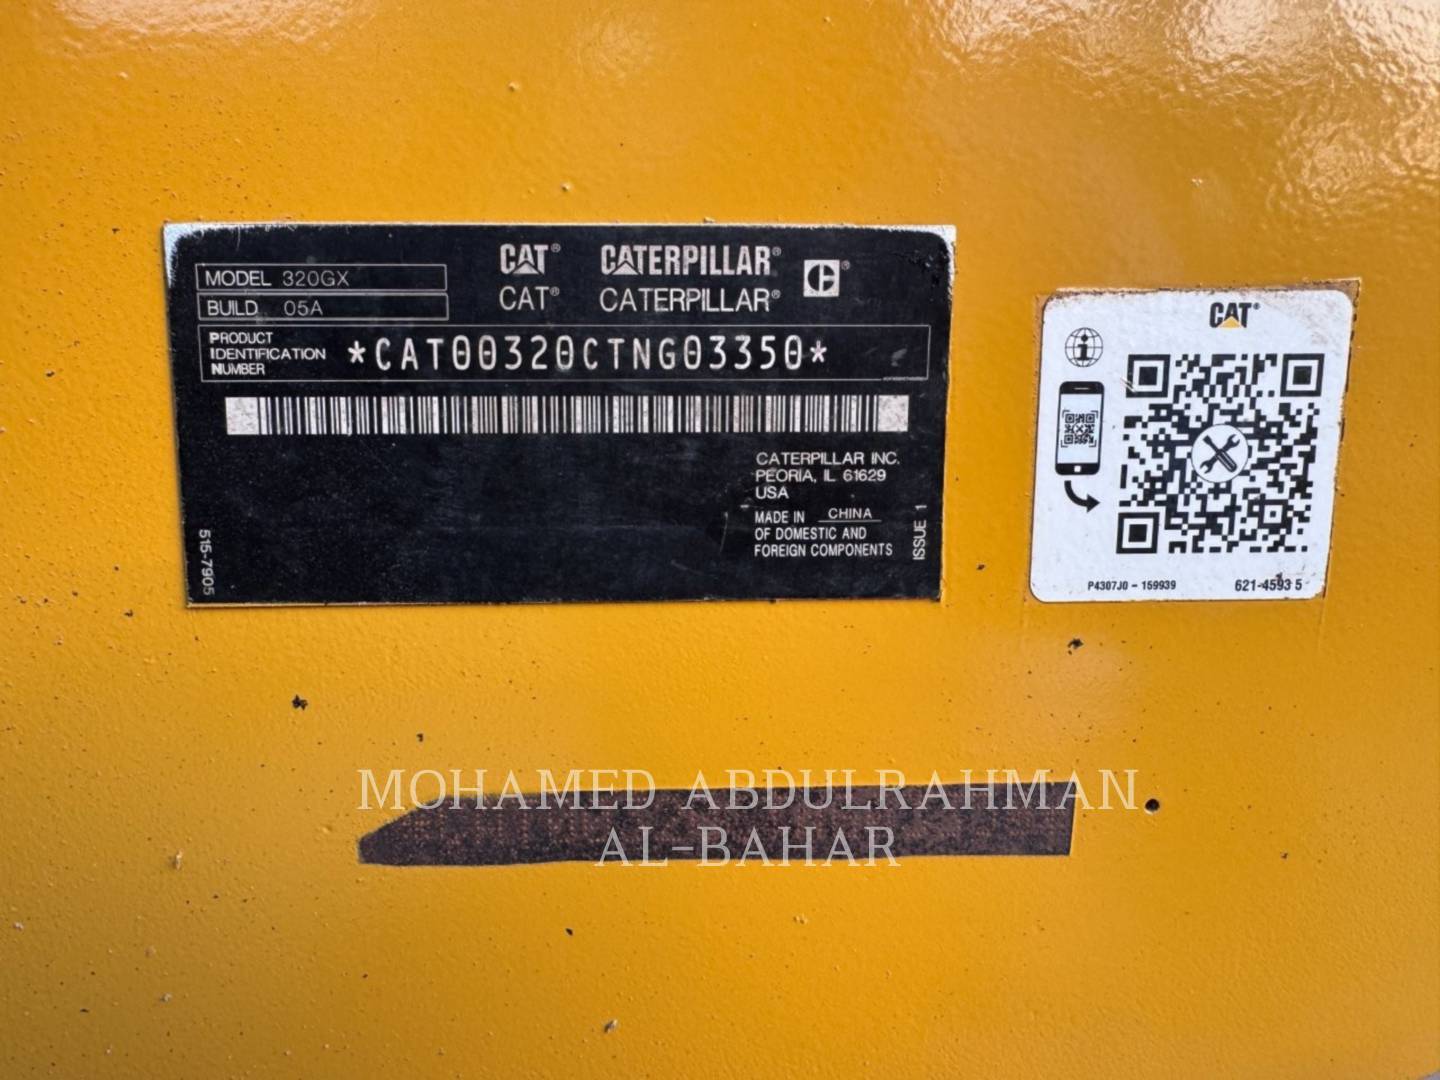 CAT® CATERPILLAR® C®
CAT® CATERPILLAR®
MODEL 320GX
BUILD 05A
PRODUCT
IDENTIFICATION
NUMBER
*CAT00320CTNG03350*
CATERPILLAR INC.
PEORIA, IL 61629
USA
MADE IN CHINA
OF DOMESTIC AND
FOREIGN COMPONENTS
515-7905
ISSUE 1
CAT®
i
P4307J0 - 159939
621-4593 5
MOHAMED ABDULRAHMAN
AL-BAHAR